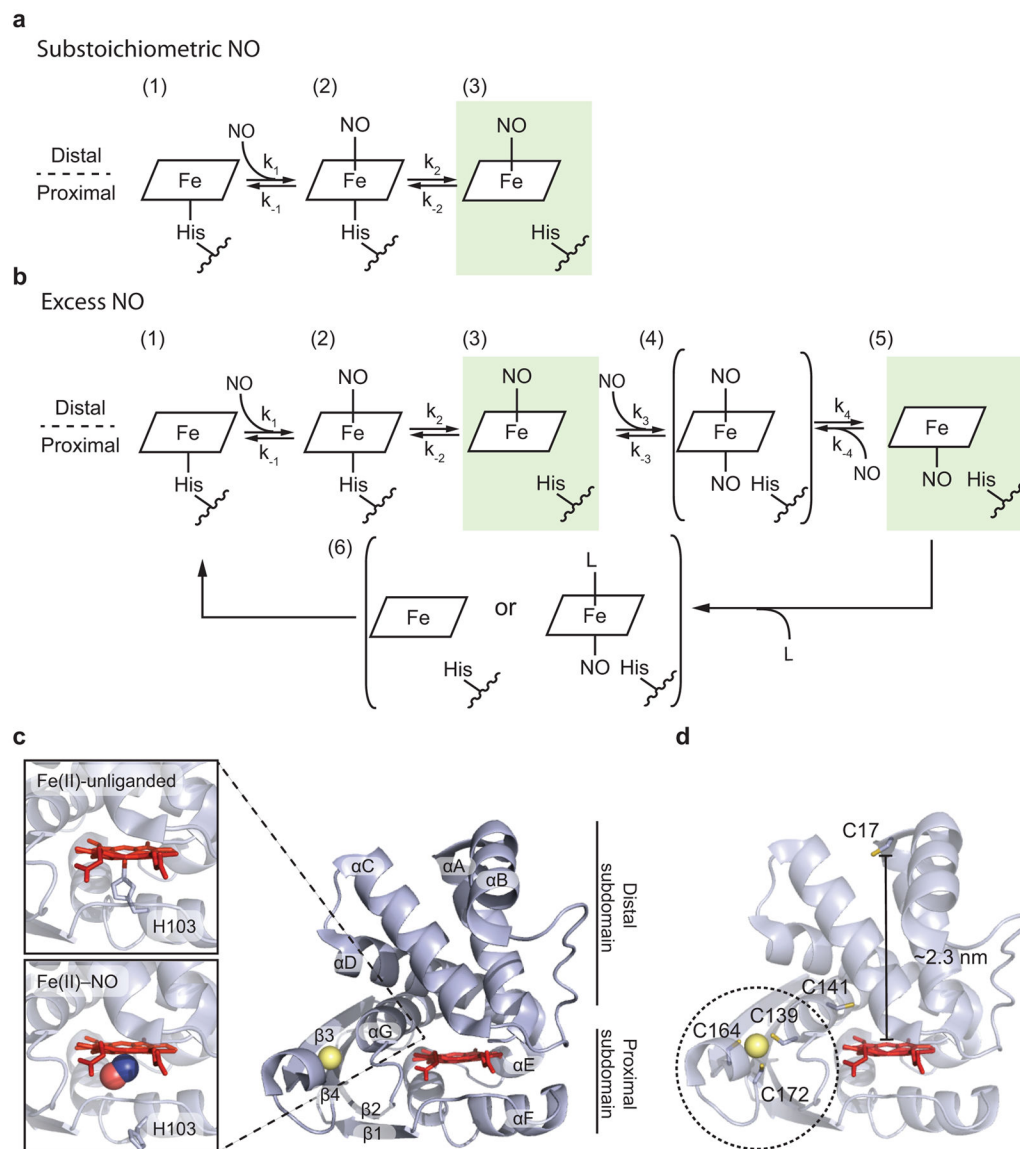 a
Substoichiometric NO
(1) (2) (3)
NO NO NO
Distal
Proximal
Fe k1 k-1 Fe k2 k-2 Fe
His His His
b
Excess NO
(1) (2) (3) (4) (5)
NO NO NO NO NO
Distal
Proximal
Fe k1 k-1 Fe k2 k-2 Fe k3 k-3 Fe k4 k-4 Fe
His His His NO His NO NO His
(6)
L
Fe or Fe
His NO His L
c
d
Fe(II)-unliganded
H103
Fe(II)–NO
H103
αC αA αB
αD
β3 αG αE
β4
β2 αF
β1
Distal
subdomain
Proximal
subdomain
C17
~2.3 nm
C141
C164 C139
C172